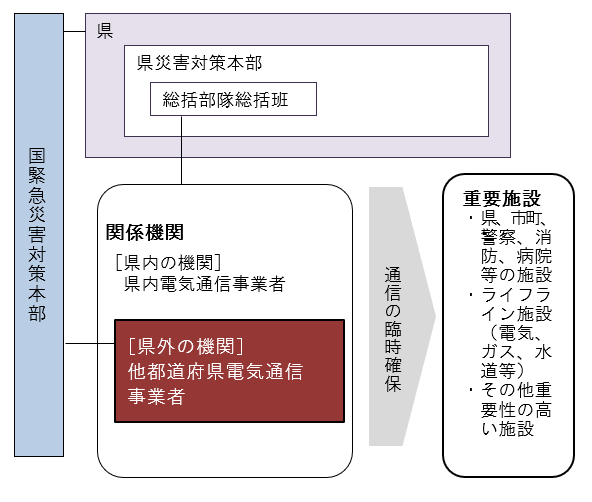 国緊急災害対策本部
県
県災害対策本部
総括部隊総括班
関係機関
［県内の機関］
県内電気通信事業者
［県外の機関］
他都道府県電気通信
事業者
通信の臨時確保
重要施設
・県、市町、
警察、消
防、病院
等の施設
・ライフラ
イン施設
（電気、
ガス、水
道等）
・その他重
要性の高
い施設